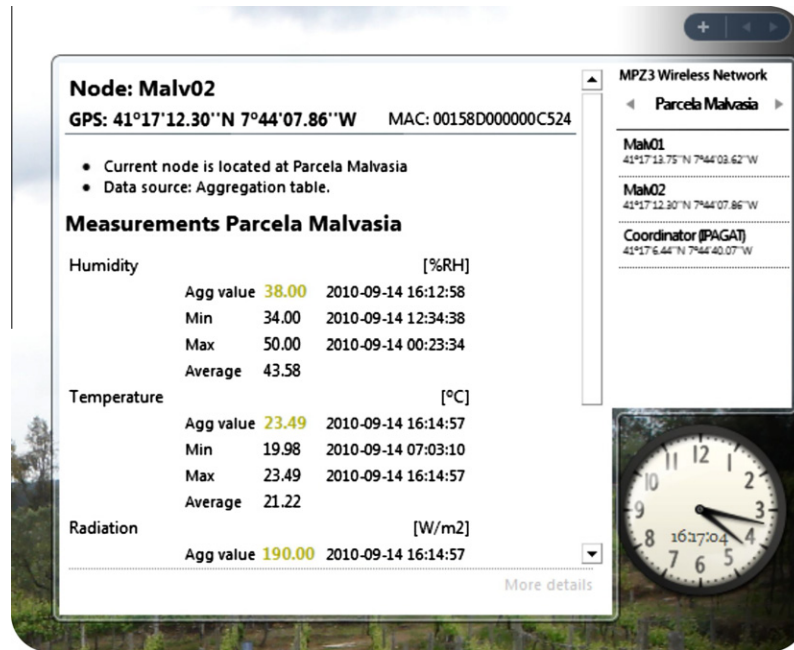 Node: Malv02
GPS: 41°17'12.30''N 7°44'07.86''W MAC: 00158D000000C524
• Current node is located at Parcela Malvasia
• Data source: Aggregation table.
Measurements Parcela Malvasia
Humidity [%RH]
Agg value 38.00 2010-09-14 16:12:58
Min 34.00 2010-09-14 12:34:38
Max 50.00 2010-09-14 00:23:34
Average 43.58
Temperature [ºC]
Agg value 23.49 2010-09-14 16:14:57
Min 19.98 2010-09-14 07:03:10
Max 23.49 2010-09-14 16:14:57
Average 21.22
Radiation [W/m2]
Agg value 190.00 2010-09-14 16:14:57
More details
MPZ3 Wireless Network
Parcela Malvasia
Malv01
41°17'13.75''N 7°44'03.62''W
Malv02
41°17'12.30''N 7°44'07.86''W
Coordinator (IPAGAT)
41°17'6.44''N 7°44'40.07''W
12
11 1
10 2
9 3
8 16:17:04 4
7 6 5